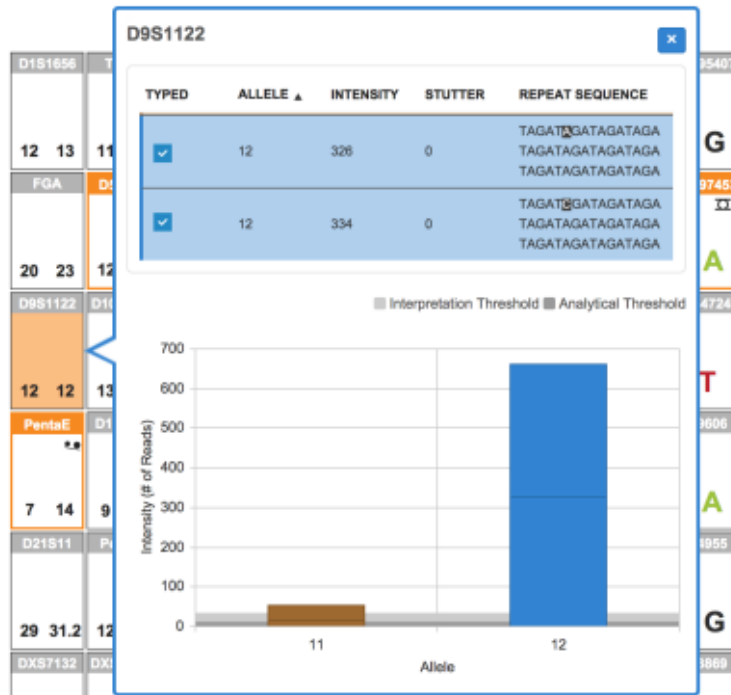 D9S1122
×
TYPED ALLELE ▲ INTENSITY STUTTER REPEAT SEQUENCE
12 326 0 TAGATAGATAGATAGA
TAGATAGATAGATAGA
TAGATAGATAGATAGA
12 334 0 TAGATCGATAGATAGA
TAGATAGATAGATAGA
TAGATAGATAGATAGA
Interpretation Threshold Analytical Threshold
700
600
500
400
300
200
100
0
Intensity (# of Reads)
11 12
Allele
D1S1656
12 13 11
FGA
20 23 12
D9S1122
12 12 13
PentaE
7 14 9
D21S11
29 31.2 12
DXS7132
G
A
T
A
G